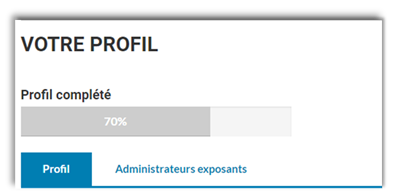 VOTRE PROFIL
Profil complété
70%
Profil
Administrateurs exposants